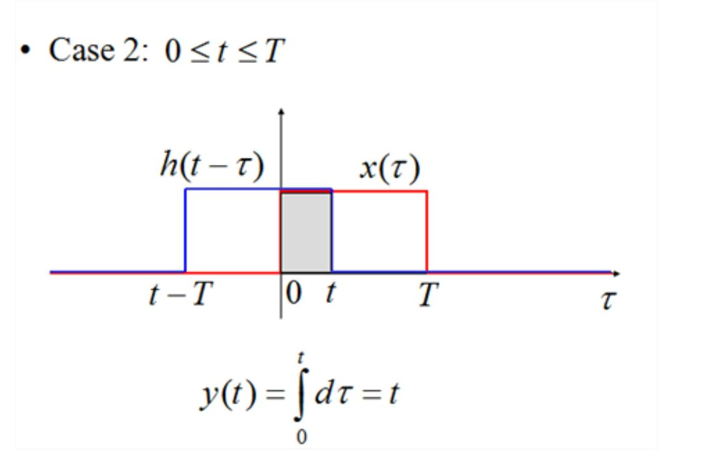 • Case 2: 0 ≤ t ≤ T
h(t − τ) x(τ)
t − T 0 t T τ
y(t) = ∫₀ᵗ dτ = t